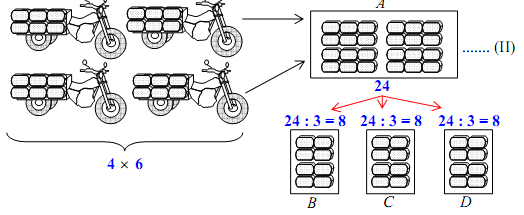 A
....... (II)
24
24 : 3 = 8 24 : 3 = 8 24 : 3 = 8
4 × 6
B C D